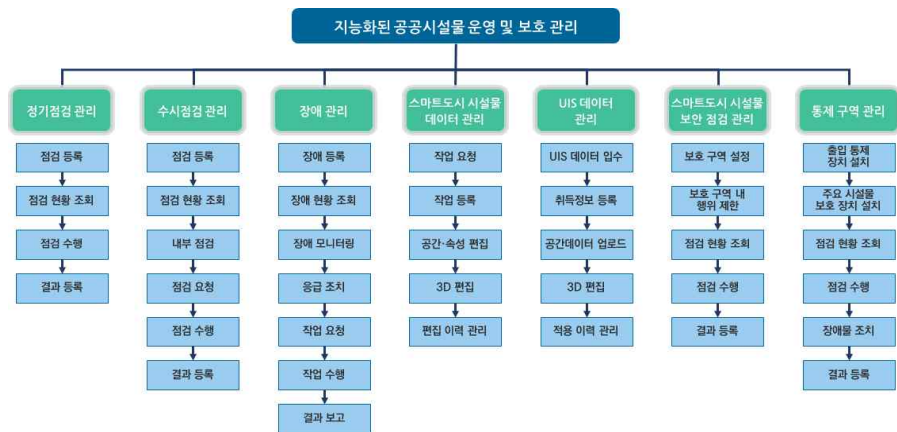 지능화된 공공시설물 운영 및 보호 관리
정기점검 관리
점검 등록
점검 현황 조회
점검 수행
결과 등록
수시점검 관리
점검 등록
점검 현황 조회
내부 점검
점검 요청
점검 수행
결과 등록
장애 관리
장애 등록
장애 현황 조회
장애 모니터링
응급 조치
작업 요청
작업 수행
결과 보고
스마트도시 시설물
데이터 관리
작업 요청
작업 등록
공간·속성 편집
3D 편집
편집 이력 관리
UIS 데이터
관리
UIS 데이터 입수
취득정보 등록
공간데이터 업로드
3D 편집
적용 이력 관리
스마트도시 시설물
보안 점검 관리
보호 구역 설정
보호 구역 내
행위 제한
점검 현황 조회
점검 수행
결과 등록
통제 구역 관리
출입 통제
장치 설치
주요 시설물
보호 장치 설치
점검 현황 조회
점검 수행
장애물 조치
결과 등록